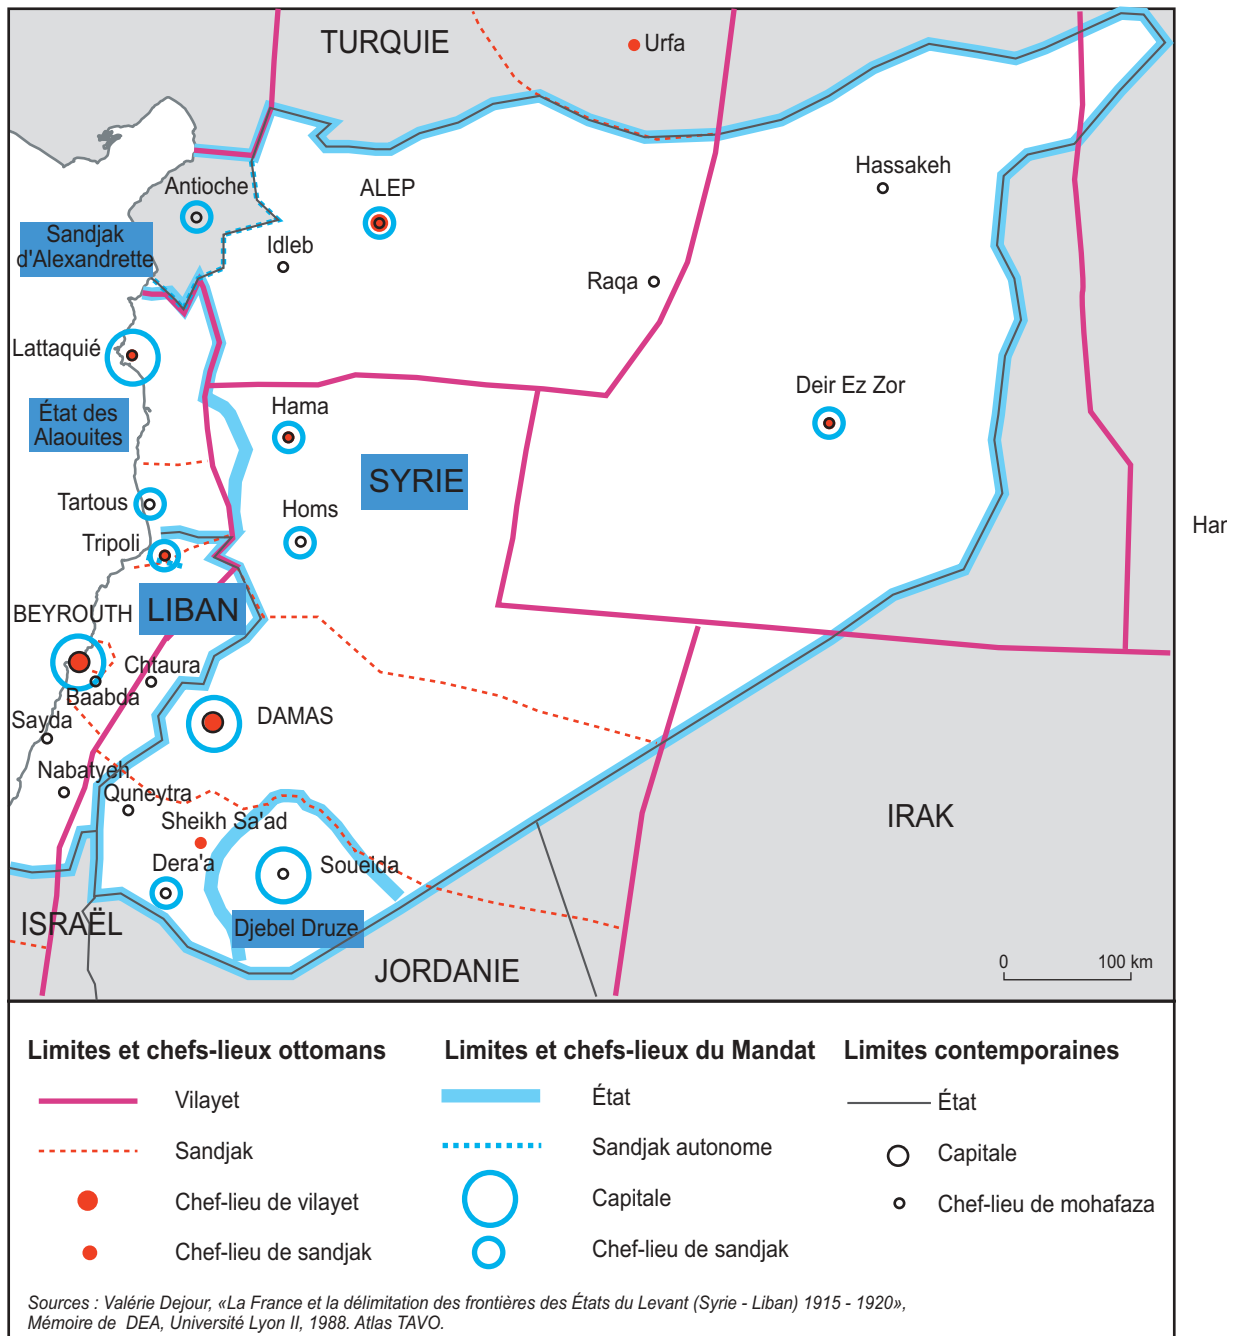 TURQUIE
Urfa
Hassakeh
Antioche
ALEP
Sandjak
d'Alexandrette
Idleb
Raqa
Lattaquié
Deir Ez Zor
État des
Alaouites
Hama
SYRIE
Tartous
Homs
Har
Tripoli
LIBAN
BEYROUTH
Chtaura
Baabda
Sayda
DAMAS
Nabatyeh
Quneytra
Sheikh Sa'ad
IRAK
Dera'a
Soueida
ISRAËL
Djebel Druze
JORDANIE
0 100 km
Limites et chefs-lieux ottomans
Vilayet
Sandjak
Chef-lieu de vilayet
Chef-lieu de sandjak
Limites et chefs-lieux du Mandat
État
Sandjak autonome
Capitale
Chef-lieu de sandjak
Limites contemporaines
État
Capitale
Chef-lieu de mohafaza
Sources : Valérie Dejour, «La France et la délimitation des frontières des États du Levant (Syrie - Liban) 1915 - 1920»,
Mémoire de DEA, Université Lyon II, 1988. Atlas TAVO.